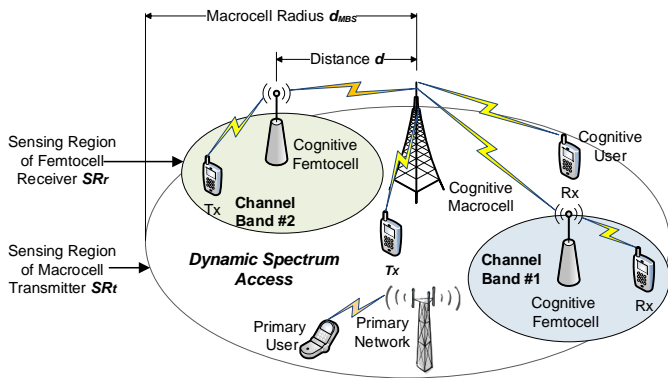 Macrocell Radius d_MBS
Distance d
Sensing Region
of Femtocell
Receiver SRr
Cognitive
Femtocell
Tx
Channel
Band #2
Cognitive
Macrocell
Cognitive
User
Rx
Sensing Region
of Macrocell
Transmitter SRt
Dynamic Spectrum
Access
Tx
Channel
Band #1
Cognitive
Femtocell
Rx
Primary
User
Primary
Network